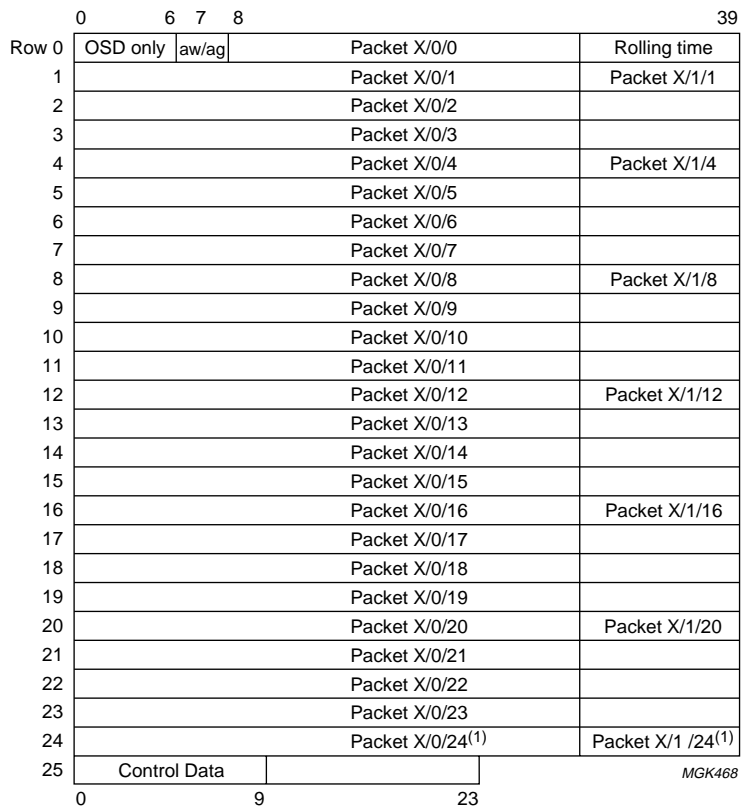 0 6 7 8 39
Row 0 OSD only aw/ag Packet X/0/0 Rolling time
1 Packet X/0/1 Packet X/1/1
2 Packet X/0/2
3 Packet X/0/3
4 Packet X/0/4 Packet X/1/4
5 Packet X/0/5
6 Packet X/0/6
7 Packet X/0/7
8 Packet X/0/8 Packet X/1/8
9 Packet X/0/9
10 Packet X/0/10
11 Packet X/0/11
12 Packet X/0/12 Packet X/1/12
13 Packet X/0/13
14 Packet X/0/14
15 Packet X/0/15
16 Packet X/0/16 Packet X/1/16
17 Packet X/0/17
18 Packet X/0/18
19 Packet X/0/19
20 Packet X/0/20 Packet X/1/20
21 Packet X/0/21
22 Packet X/0/22
23 Packet X/0/23
24 Packet X/0/24(1) Packet X/1 /24(1)
25 Control Data MGK468
0 9 23